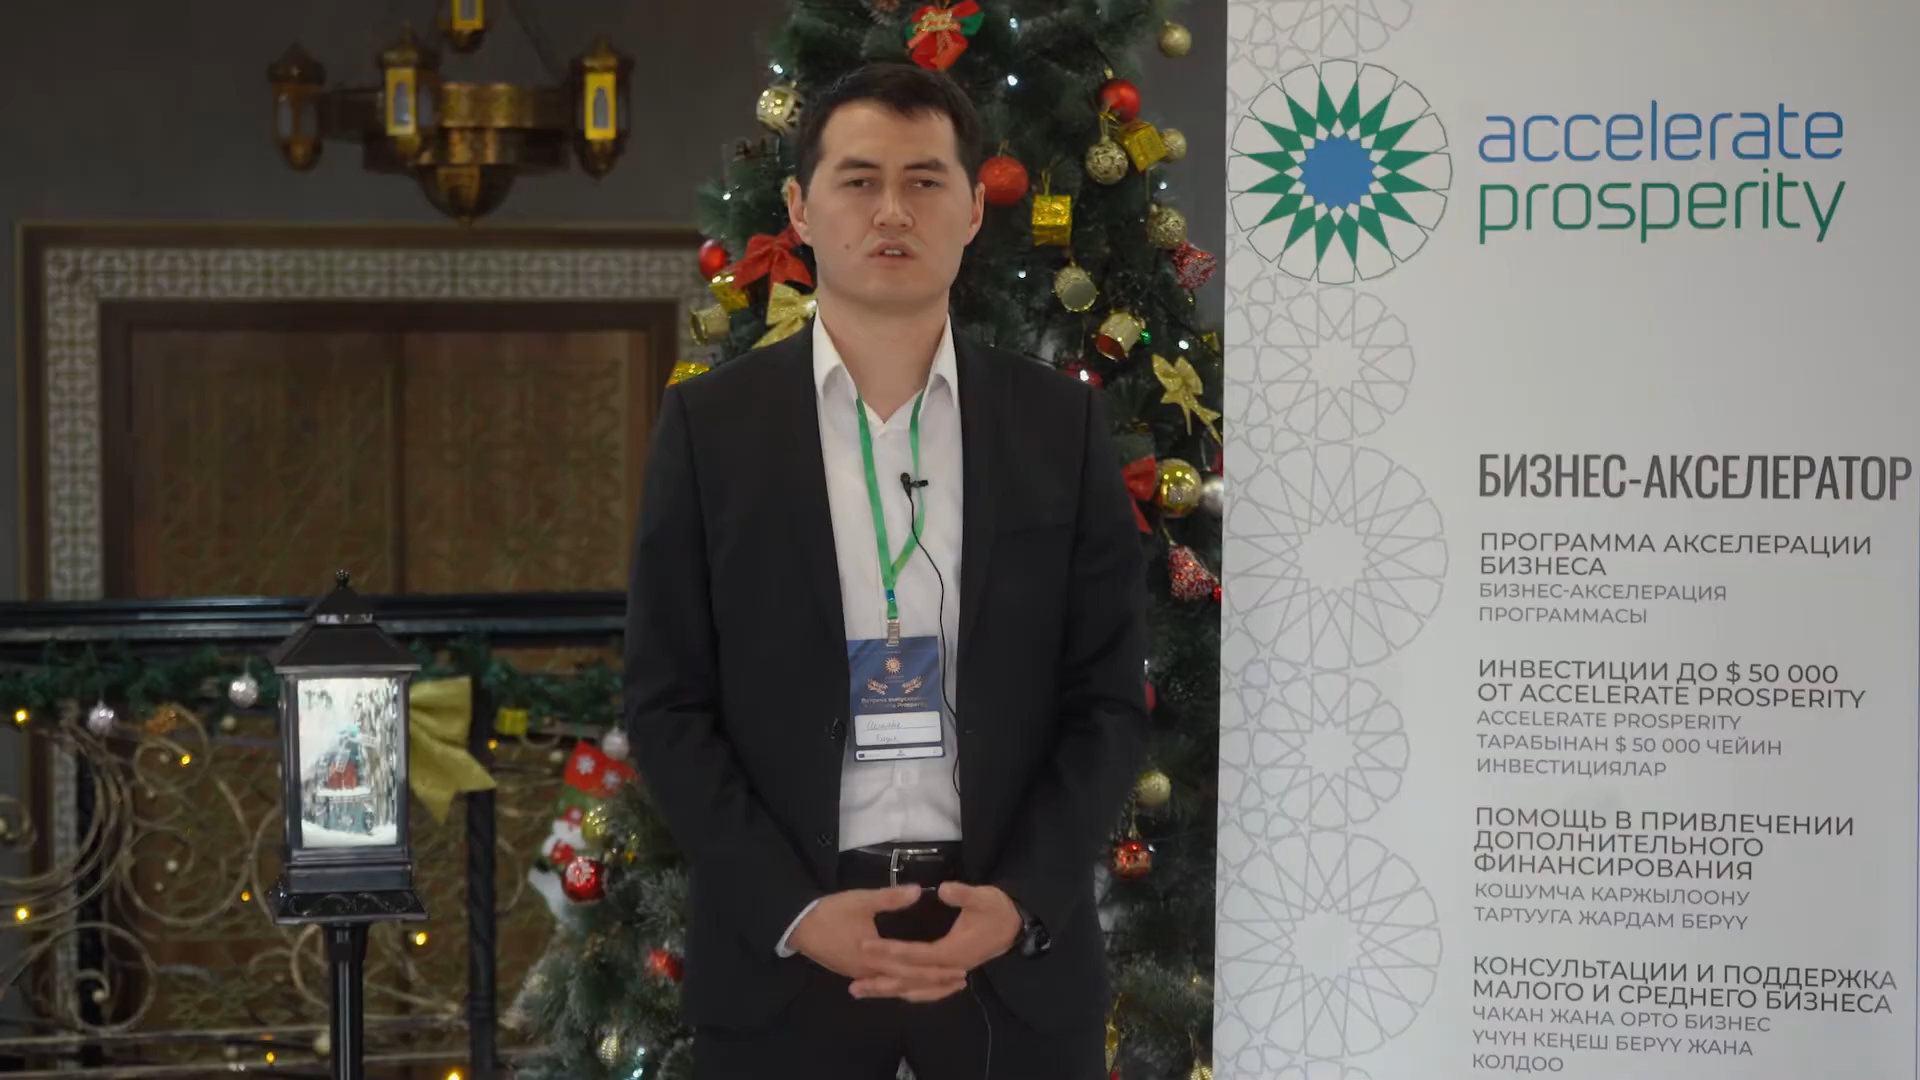 accelerate
prosperity
БИЗНЕС-АКСЕЛЕРАТОР
ПРОГРАММА АКСЕЛЕРАЦИИ
БИЗНЕСА
БИЗНЕС-АКСЕЛЕРАЦИЯ
ПРОГРАММАСЫ
ИНВЕСТИЦИИ ДО $ 50 000
ОТ ACCELERATE PROSPERITY
ACCELERATE PROSPERITY
ТАРАБЫНАН $ 50 000 ЧЕЙИН
ИНВЕСТИЦИЯЛАР
ПОМОЩЬ В ПРИВЛЕЧЕНИИ
ДОПОЛНИТЕЛЬНОГО
ФИНАНСИРОВАНИЯ
КОШУМЧА КАРЖЫЛООНУ
ТАРТУУГА ЖАРДАМ БЕРҮҮ
КОНСУЛЬТАЦИИ И ПОДДЕРЖКА
МАЛОГО И СРЕДНЕГО БИЗНЕСА
ЧАКАН ЖАНА ОРТО БИЗНЕС
ҮЧҮН КЕҢЕШ БЕРҮҮ ЖАНА
КОЛДОО